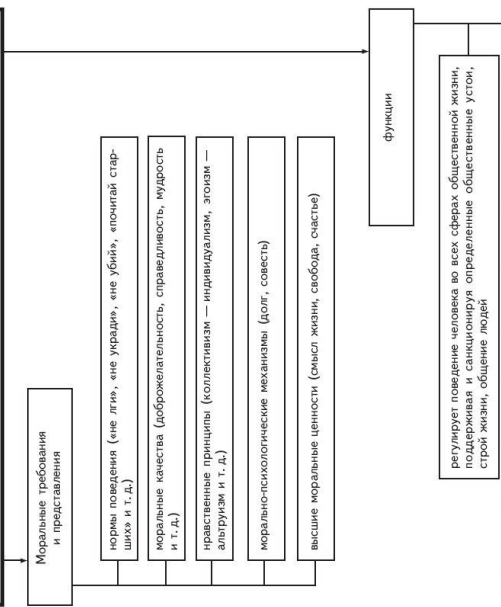 Моральные требования
и представления
нормы поведения («не лги», «не укради», «не убий», «почитай стар-
ших» и т. д.)
моральные качества (доброжелательность, справедливость, мудрость
и т. д.)
нравственные принципы (коллективизм — индивидуализм, эгоизм —
альтруизм и т. д.)
морально-психологические механизмы (долг, совесть)
высшие моральные ценности (смысл жизни, свобода, счастье)
функции
регулирует поведение человека во всех сферах общественной жизни,
поддерживая и санкционируя определенные общественные устои,
строй жизни, общение людей